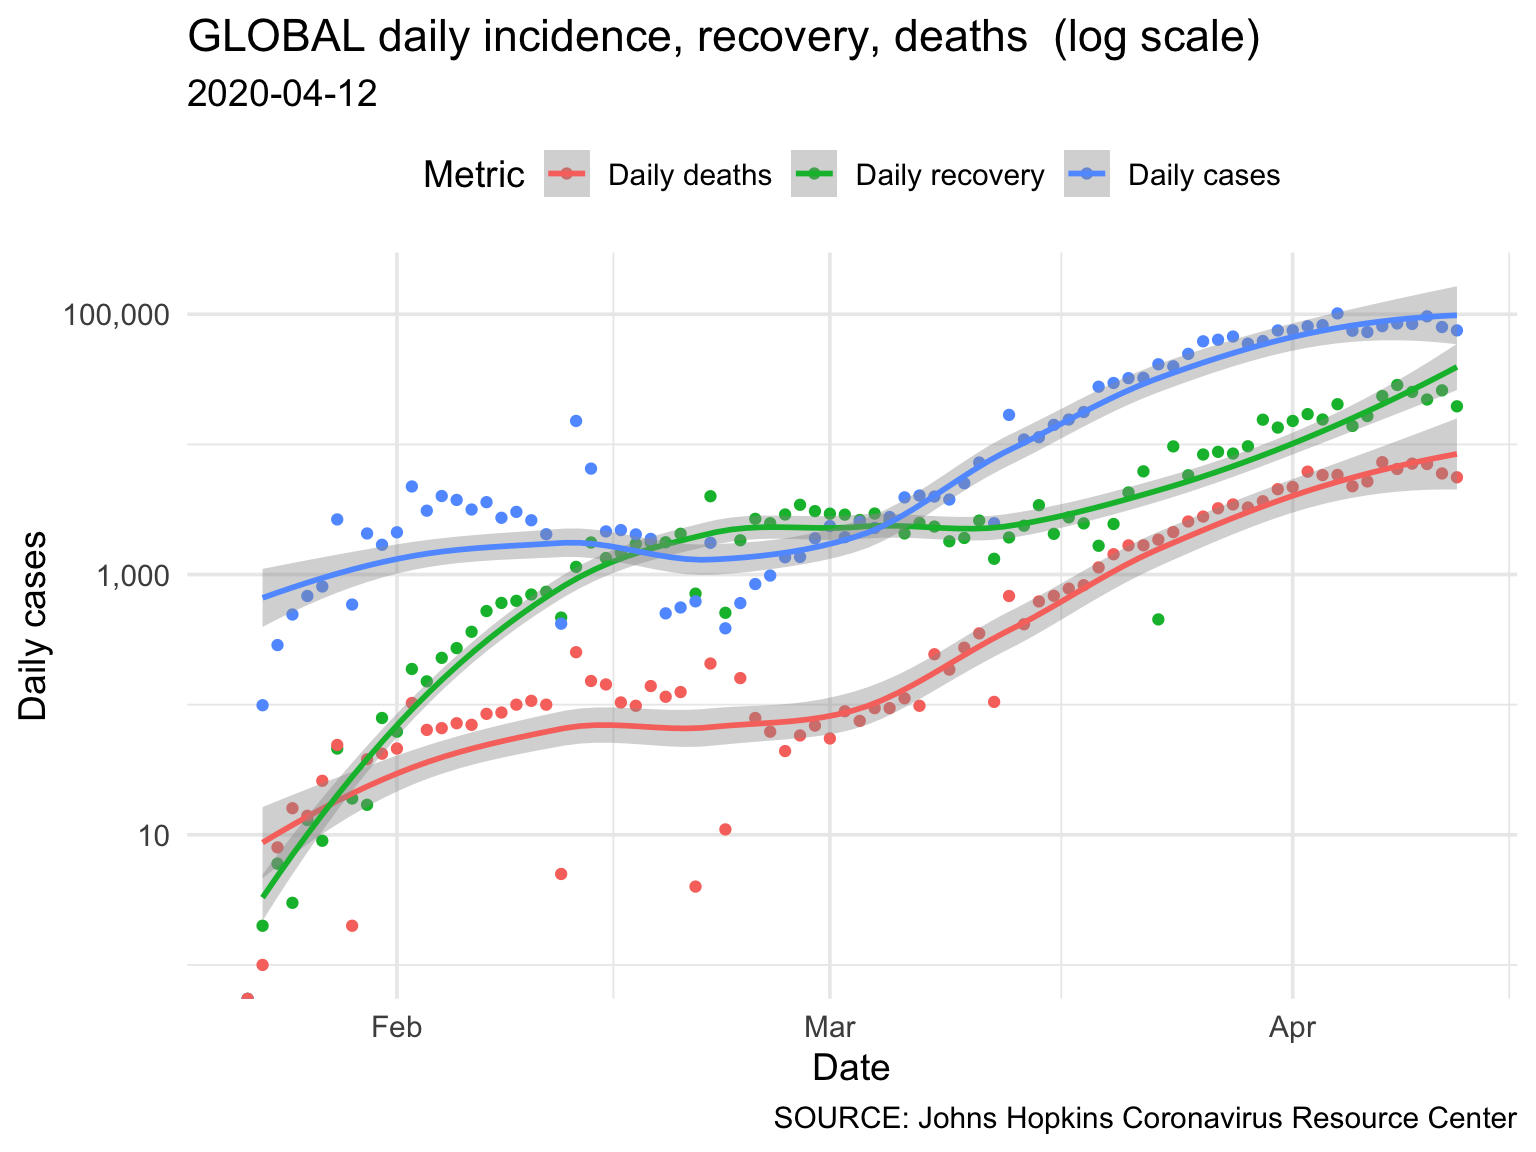 GLOBAL daily incidence, recovery, deaths  (log scale)
2020-04-12
Metric Daily deaths Daily recovery Daily cases
Daily cases
100,000
1,000
10
Feb Mar Apr
Date
SOURCE: Johns Hopkins Coronavirus Resource Center